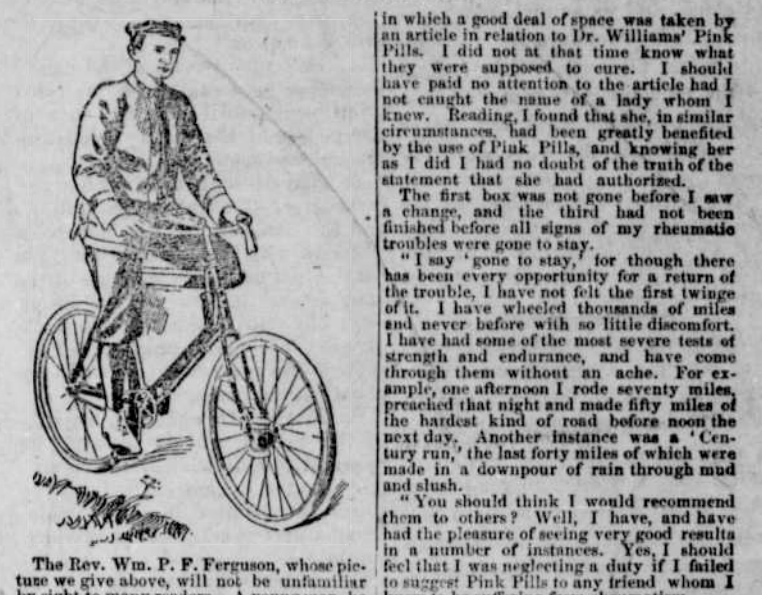 The Rev. Wm. P. F. Ferguson, whose pic-
ture we give above, will not be unfamiliar
by sight to many readers. A
in which a good deal of space was taken by
an article in relation to Dr. Williams' Pink
Pills. I did not at that time know what
they were supposed to cure. I should
have paid no attention to the article had I
not caught the name of a lady whom I
knew. Reading, I found that she, in similar
circumstances, had been greatly benefited
by the use of Pink Pills, and knowing her
as I did I had no doubt of the truth of the
statement that she had authorized.
The first box was not gone before I saw
a change, and the third had not been
finished before all signs of my rheumatic
troubles were gone to stay.
"I say 'gone to stay,' for though there
has been every opportunity for a return of
the trouble, I have not felt the first twinge
of it. I have wheeled thousands of miles
and never before with so little discomfort.
I have had some of the most severe tests of
strength and endurance, and have come
through them without an ache. For ex-
ample, one afternoon I rode seventy miles,
preached that night and made fifty miles of
the hardest kind of road before noon the
next day. Another instance was a 'Cen-
tury run,' the last forty miles of which were
made in a downpour of rain through mud
and slush.
"You should think I would recommend
them to others? Well, I have, and have
had the pleasure of seeing very good results
in a number of instances. Yes, I should
feel that I was neglecting a duty if I failed
to suggest Pink Pills to any friend whom I